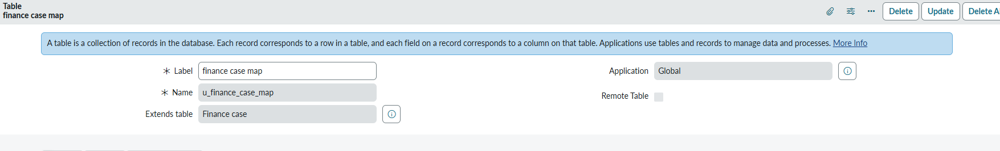 Table
finance case map
Delete
Update
Delete A
A table is a collection of records in the database. Each record corresponds to a row in a table, and each field on a record corresponds to a column on that table. Applications use tables and records to manage data and processes. More Info
Label
finance case map
Application
Global
Name
u_finance_case_map
Remote Table
Extends table
Finance case